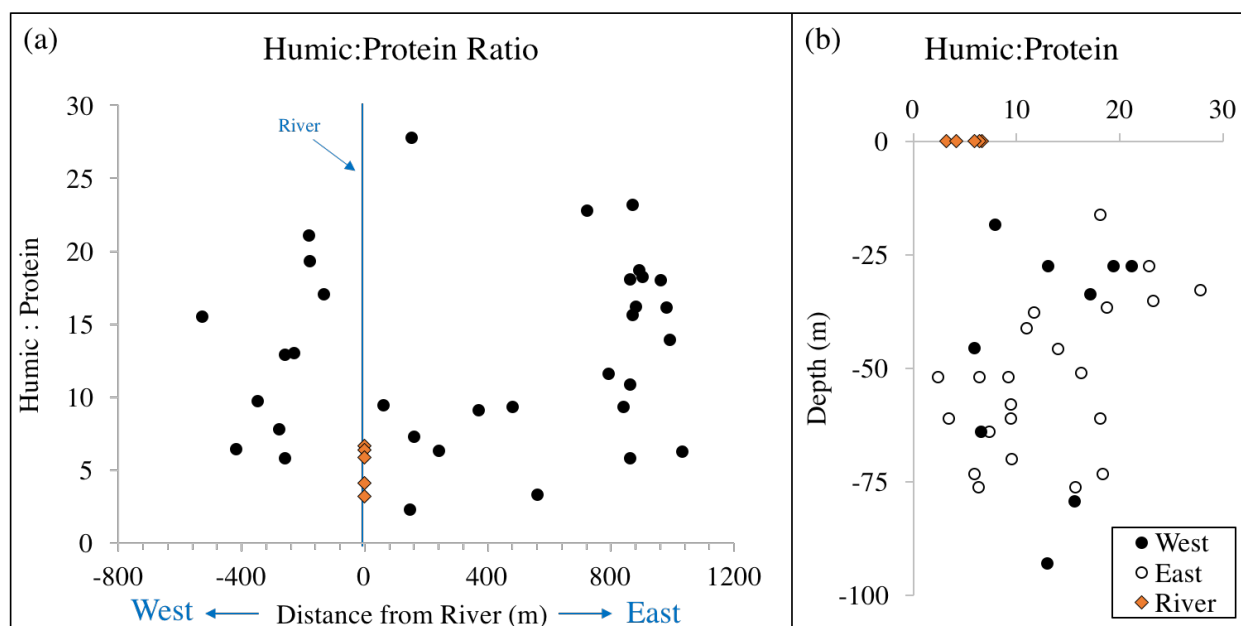 (a)
Humic:Protein Ratio
River
Humic : Protein
30
25
20
15
10
5
0
-800 -400 0 400 800 1200
West Distance from River (m) East
(b)
Humic:Protein
0 10 20 30
Depth (m)
0
-25
-50
-75
-100
West
East
River